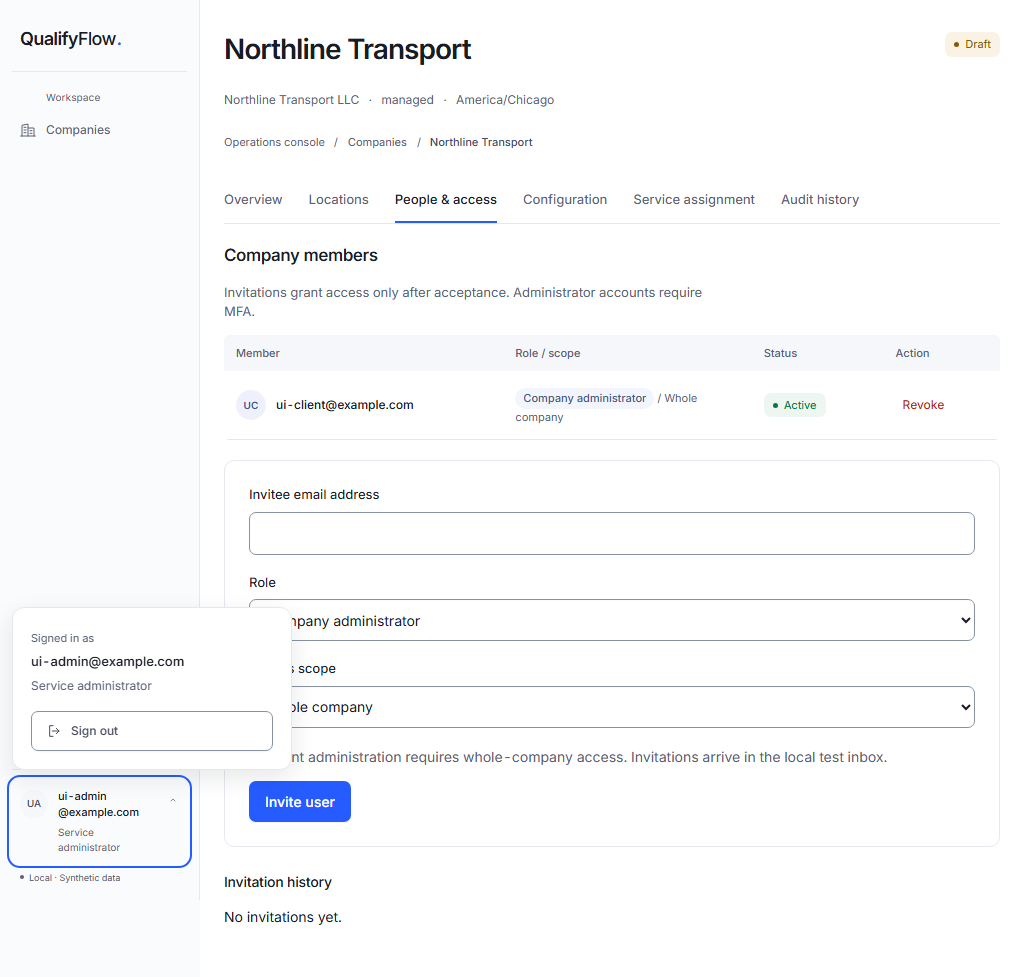 QualifyFlow.
Workspace
Companies
Northline Transport
Draft
Northline Transport LLC · managed · America/Chicago
Operations console / Companies / Northline Transport
Overview Locations People & access Configuration Service assignment Audit history
Company members
Invitations grant access only after acceptance. Administrator accounts require
MFA.
Member Role / scope Status Action
UC ui-client@example.com Company administrator / Whole
company
Active Revoke
Invitee email address
Role
administrator
scope
company
administration requires whole-company access. Invitations arrive in the local test inbox.
Invite user
Invitation history
No invitations yet.
Signed in as
ui-admin@example.com
Service administrator
Sign out
UA ui-admin
@example.com
Service
administrator
Local · Synthetic data